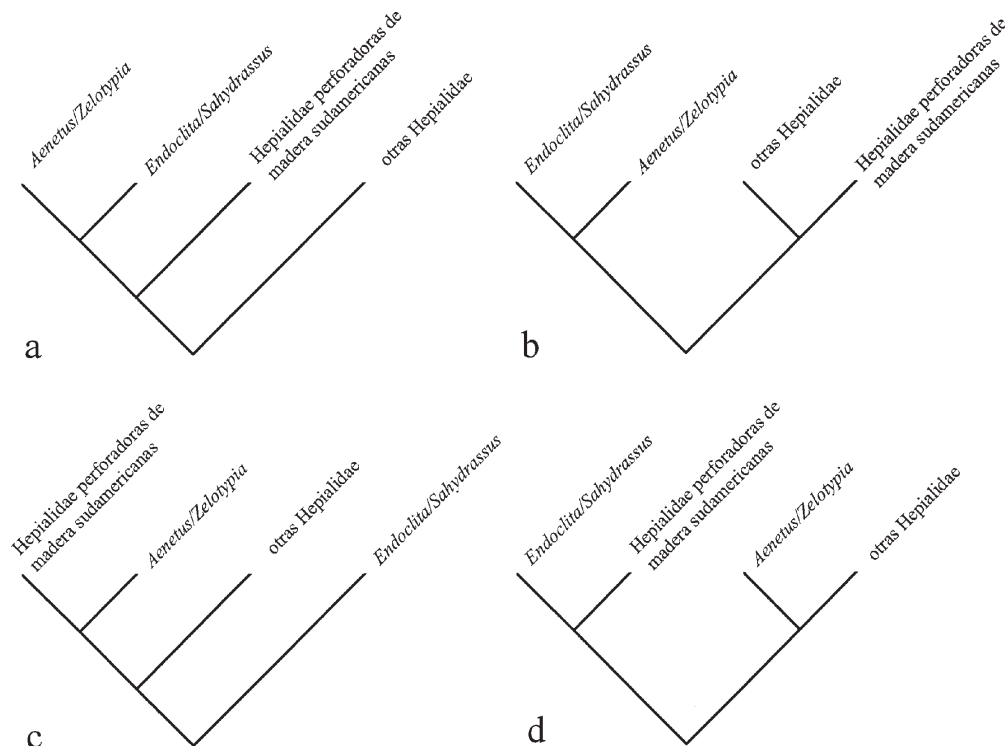 Aenetus/Zelotypia
Endoclita/Sahydrassus
Hepialidae perforadoras de
madera sudamericanas
otras Hepialidae
a
Endoclita/Sahydrassus
Aenenus/Zelotypia
otras Hepialidae
Hepialidae perforadoras de
madera sudamericanas
b
Hepialidae perforadoras de
madera sudamericanas
Aenetus/Zelotypia
otras Hepialidae
Endoclita/Sahydrassus
c
Endoclita/Sahydrassus
Hepialidae perforadoras de
madera sudamericanas
Aenetus/Zelotypia
otras Hepialidae
d